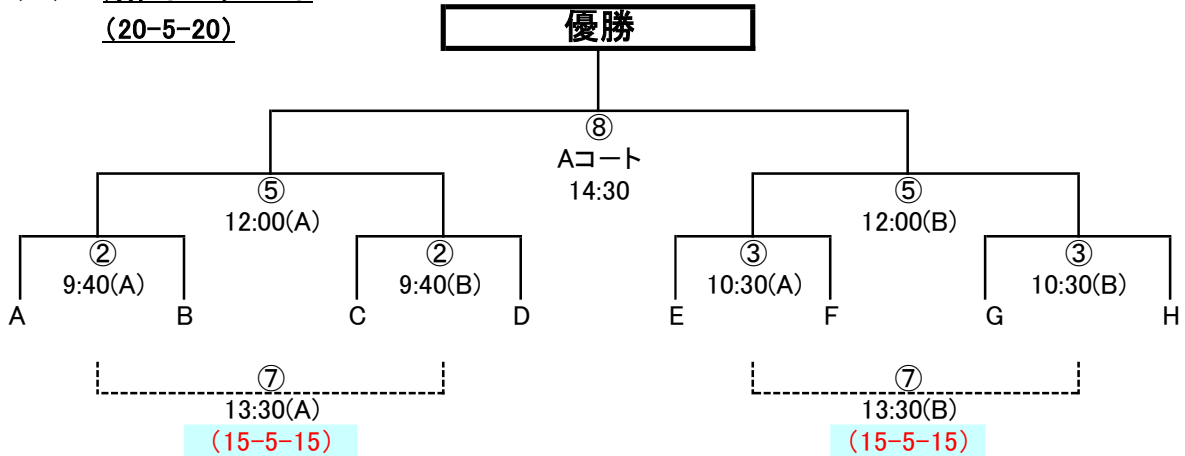 (20-5-20)
優勝
⑧
Aコート
14:30
⑤
12:00(A)
⑤
12:00(B)
②
9:40(A)
②
9:40(B)
③
10:30(A)
③
10:30(B)
A B C D E F G H
⑦
13:30(A)
(15-5-15)
⑦
13:30(B)
(15-5-15)